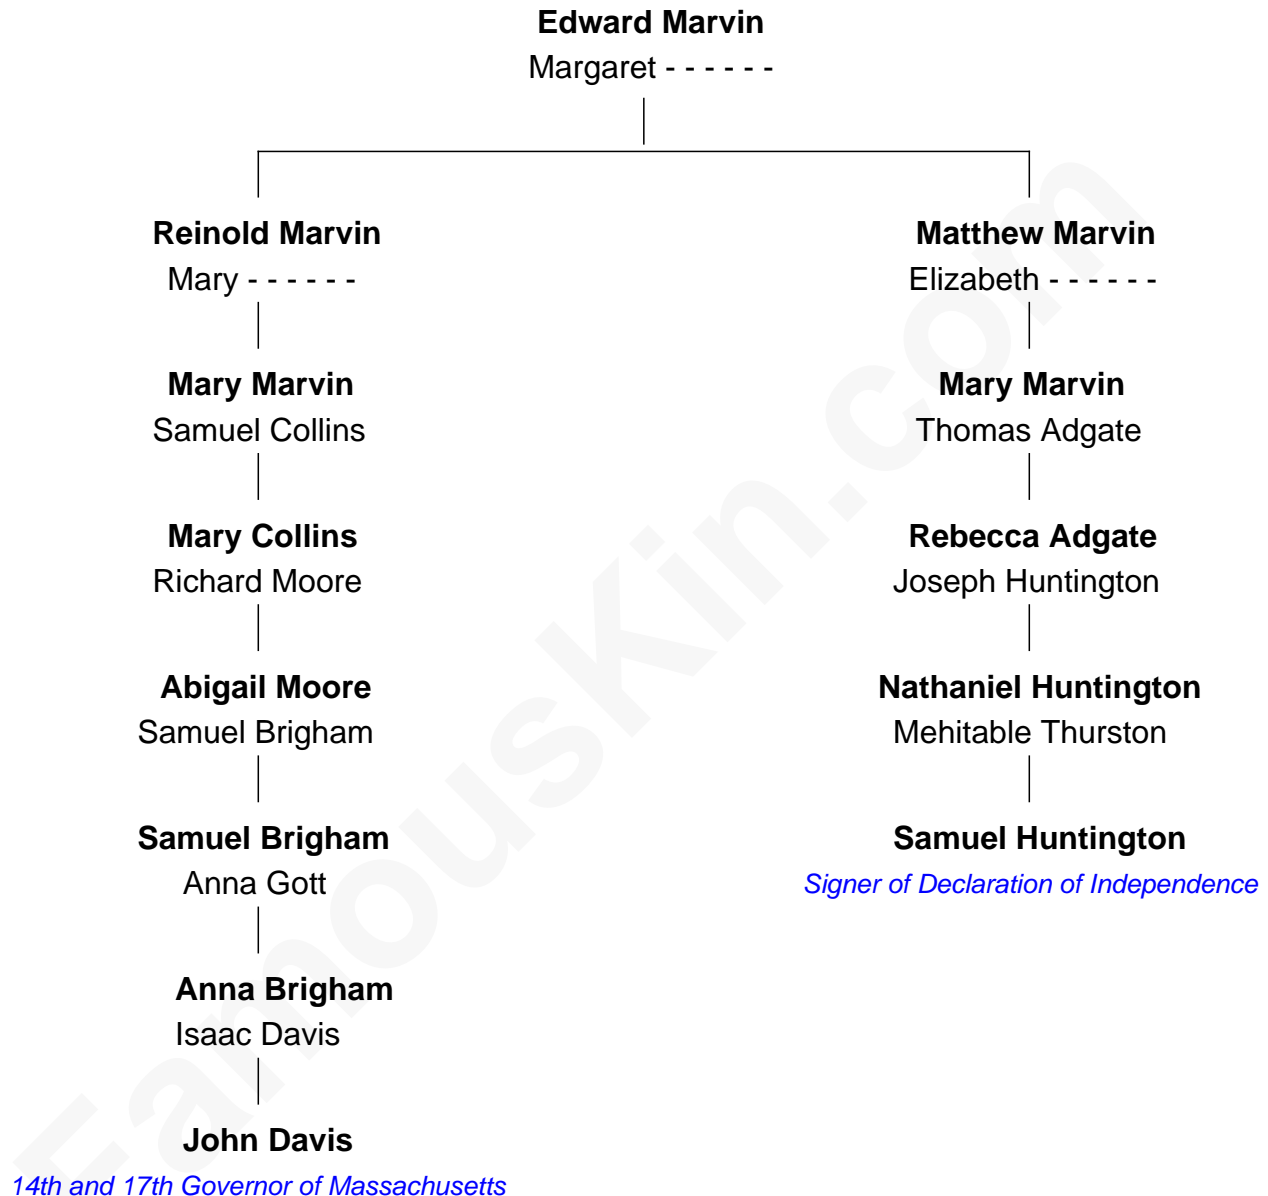 Edward Marvin
Margaret - - - - - -
Reinold Marvin
Mary - - - - - -
Matthew Marvin
Elizabeth - - - - - -
Mary Marvin
Samuel Collins
Mary Marvin
Thomas Adgate
Mary Collins
Richard Moore
Rebecca Adgate
Joseph Huntington
Abigail Moore
Samuel Brigham
Nathaniel Huntington
Mehitable Thurston
Samuel Brigham
Anna Gott
Samuel Huntington
Signer of Declaration of Independence
Anna Brigham
Isaac Davis
John Davis
14th and 17th Governor of Massachusetts
FamousKin.com